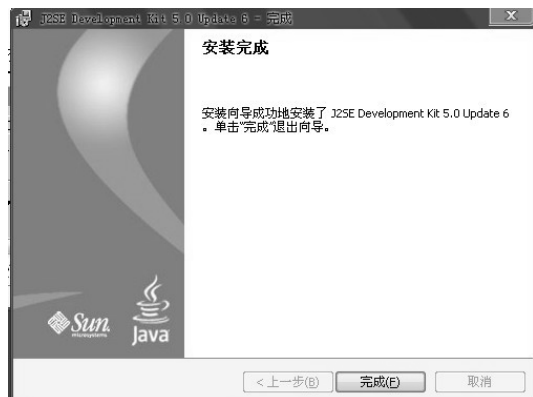 J2SE Development Kit 5.0 Update 6 - 完成
安装完成
安装向导成功地安装了 J2SE Development Kit 5.0 Update 6
。单击“完成”退出向导。
Sun
microsystems
Java
<上一步(B)
完成(F)
取消